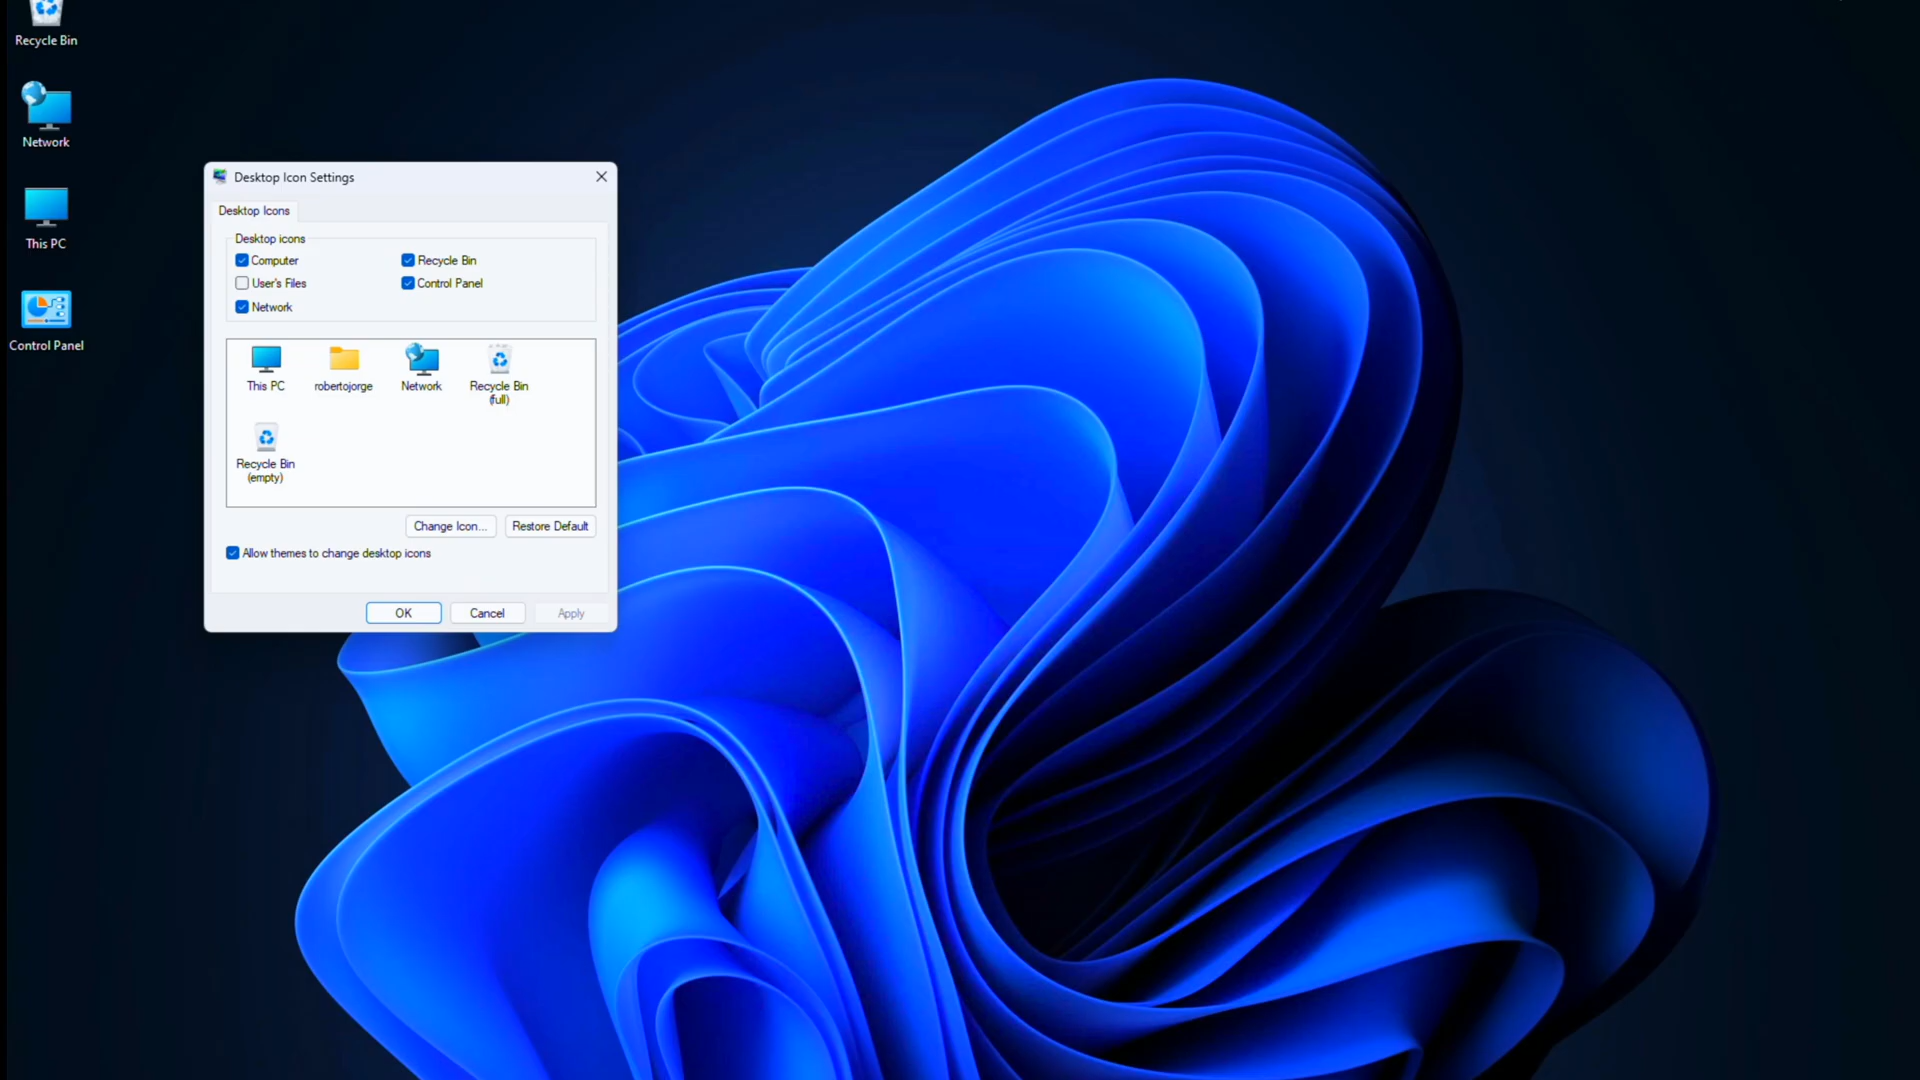 Recycle Bin
Network
This PC
Control Panel
Desktop Icon Settings
Desktop Icons
Desktop icons
Computer
Recycle Bin
User's Files
Control Panel
Network
This PC
robertojorge
Network
Recycle Bin
(full)
Recycle Bin
(empty)
Change Icon...
Restore Default
Allow themes to change desktop icons
OK
Cancel
Apply